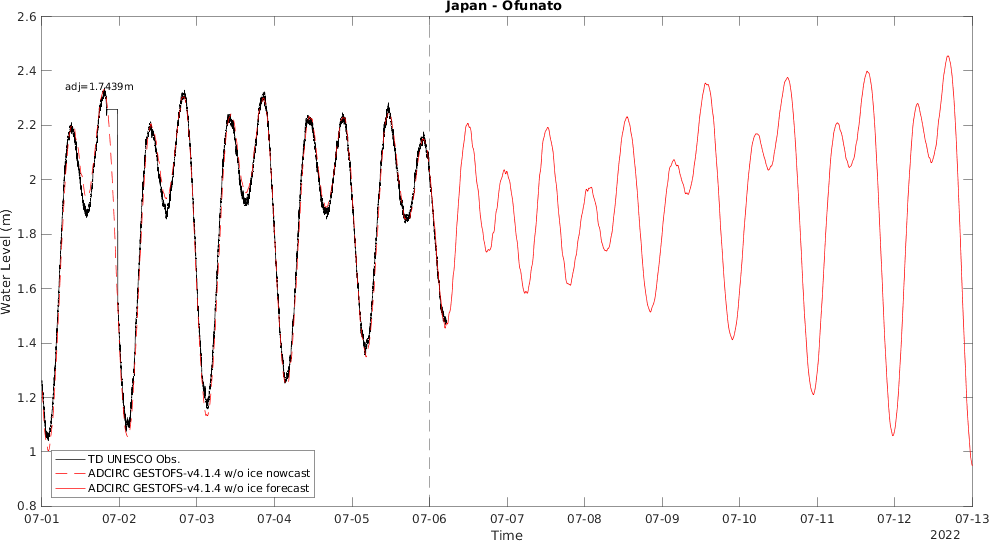 Japan - Ofunato
2.6
2.4
2.2
2
1.8
1.6
1.4
1.2
1
0.8
Water Level (m)
adj=1.7439m
TD UNESCO Obs.
ADCIRC GESTOFS-v4.1.4 w/o ice nowcast
ADCIRC GESTOFS-v4.1.4 w/o ice forecast
07-01 07-02 07-03 07-04 07-05 07-06 07-07 07-08 07-09 07-10 07-11 07-12 07-13
Time
2022